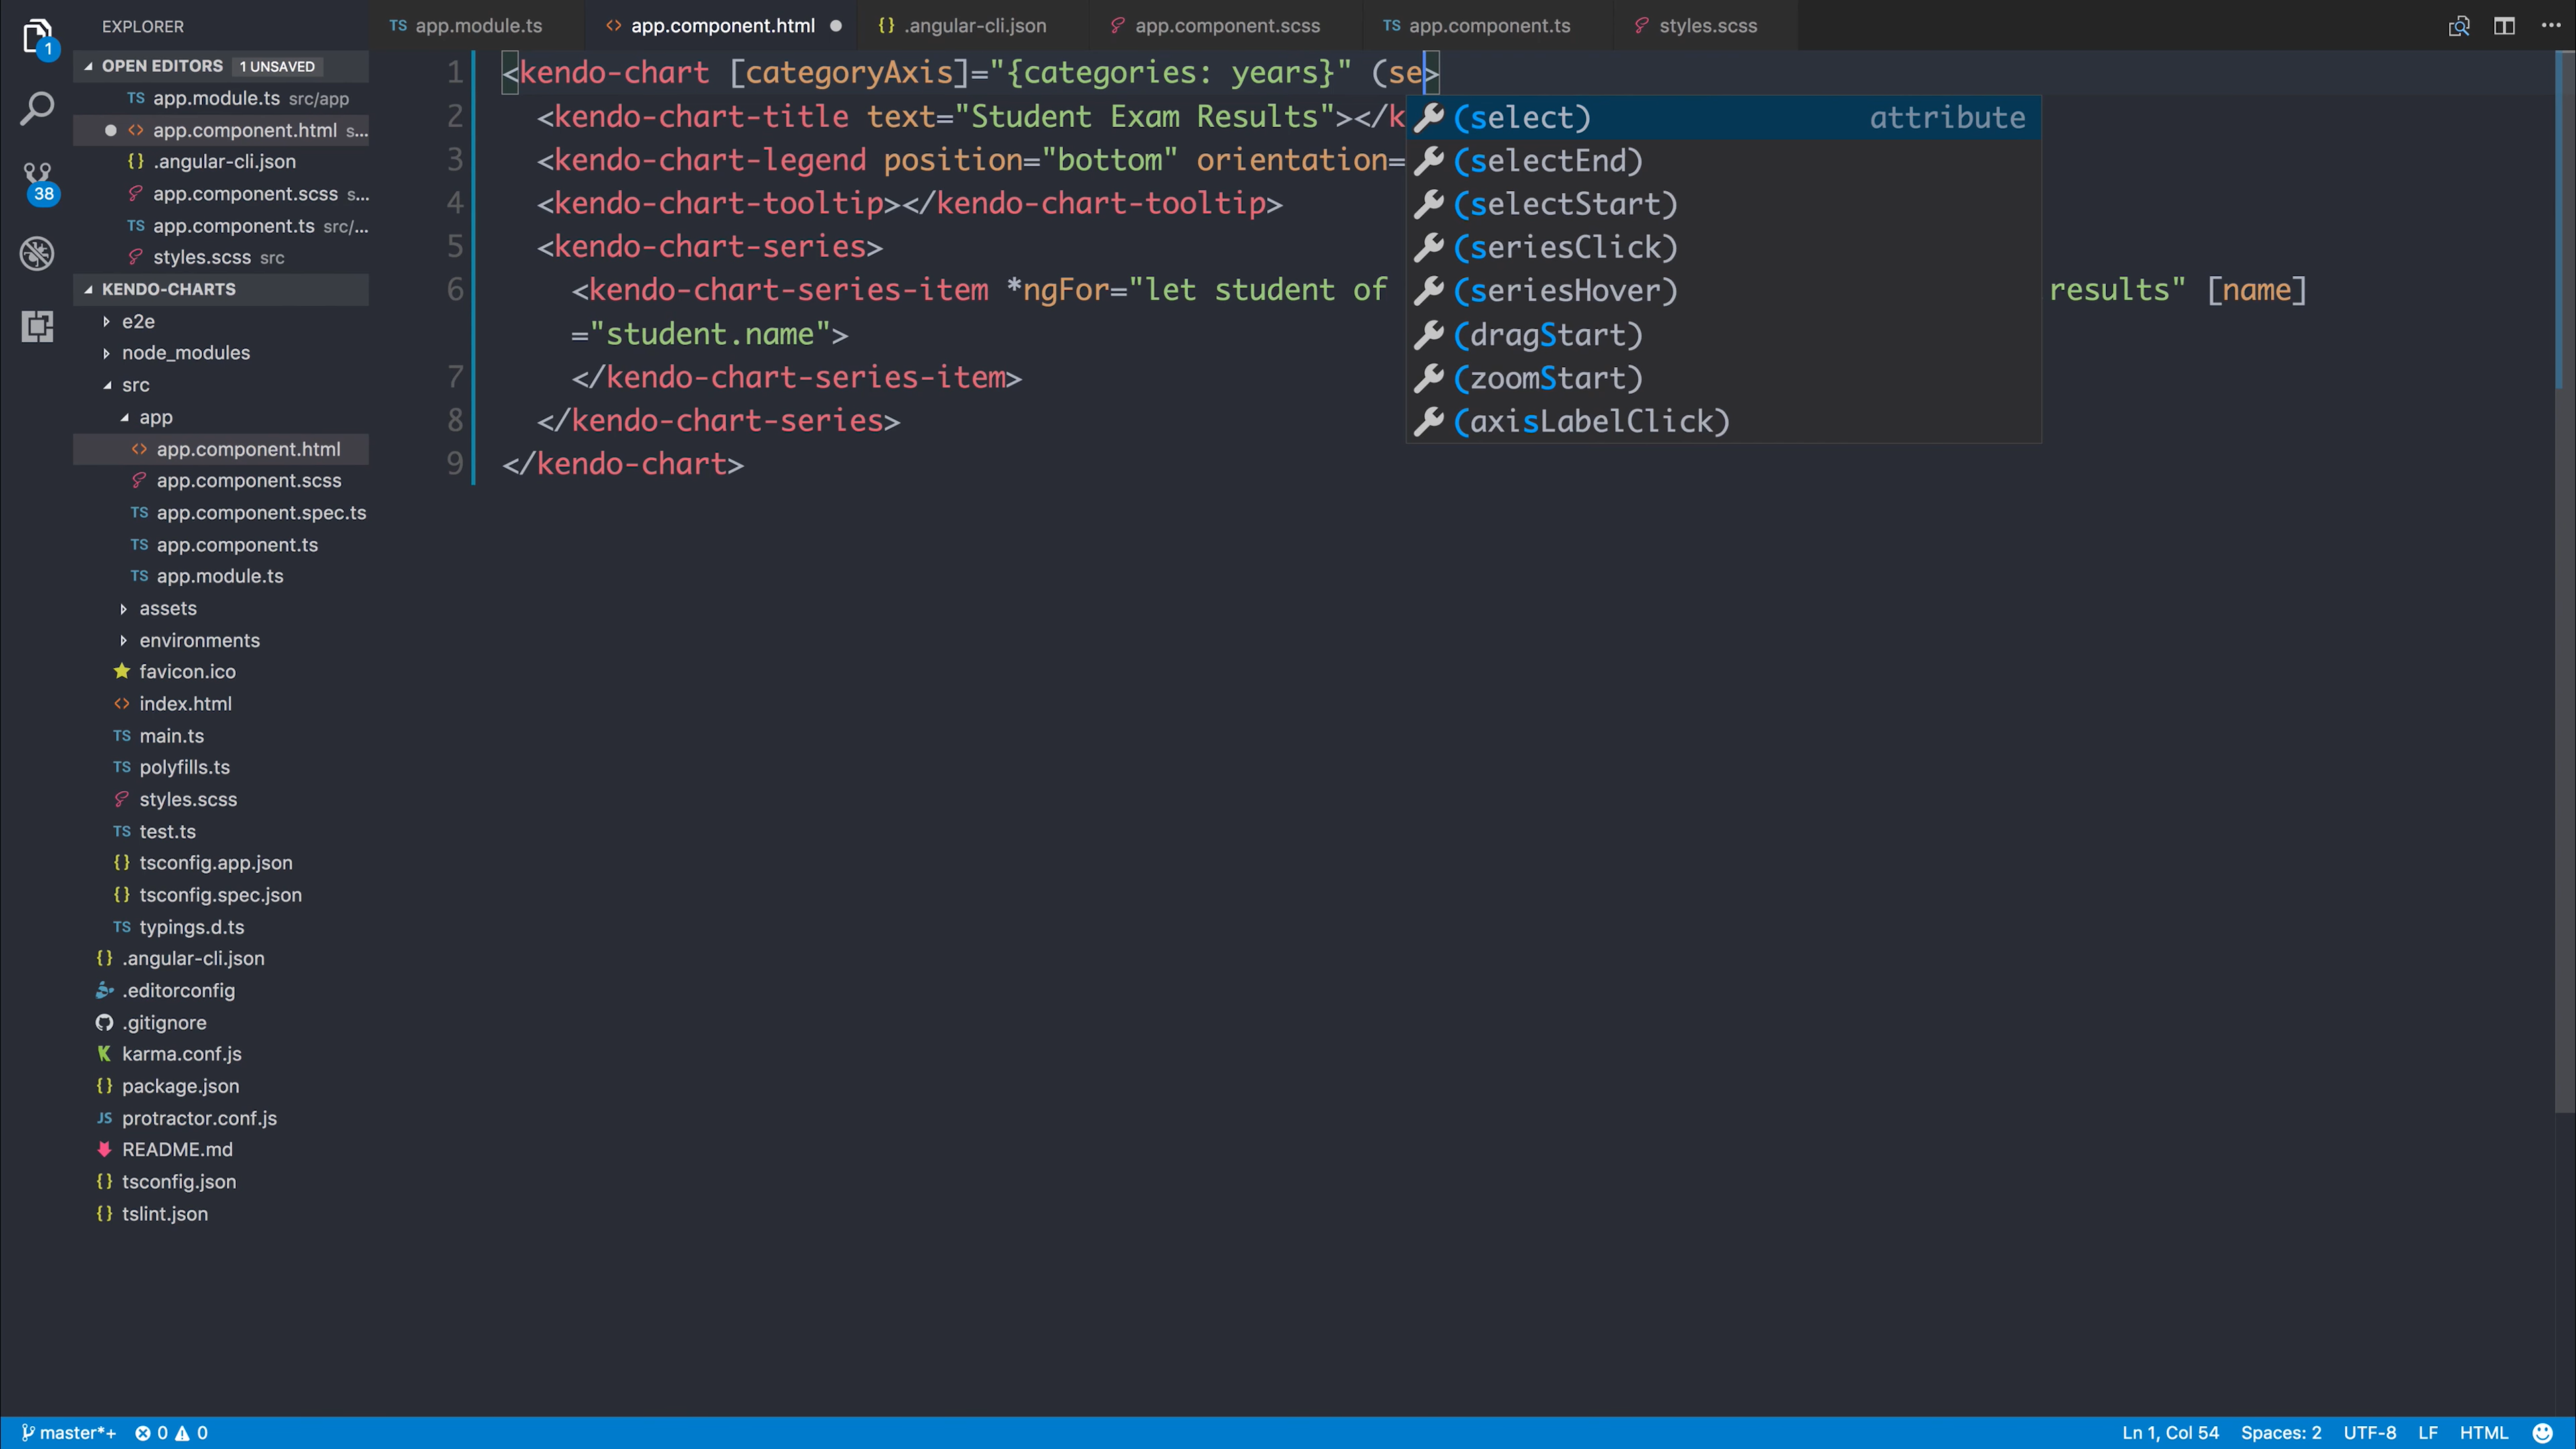 EXPLORER
TS app.module.ts
<> app.component.html
{} .angular-cli.json
app.component.scss
TS app.component.ts
styles.scss
1
38
OPEN EDITORS 1 UNSAVED
TS app.module.ts src/app
<> app.component.html s...
{} .angular-cli.json
app.component.scss s...
TS app.component.ts src/...
styles.scss src
KENDO-CHARTS
e2e
node_modules
src
app
<> app.component.html
app.component.scss
TS app.component.spec.ts
TS app.component.ts
TS app.module.ts
assets
environments
favicon.ico
<> index.html
TS main.ts
TS polyfills.ts
styles.scss
TS test.ts
{} tsconfig.app.json
{} tsconfig.spec.json
TS typings.d.ts
{} .angular-cli.json
.editorconfig
.gitignore
K karma.conf.js
{} package.json
JS protractor.conf.js
README.md
{} tsconfig.json
{} tslint.json
1 <kendo-chart [categoryAxis]="{categories: years}" (se>
2 <kendo-chart-title text="Student Exam Results"></k
3 <kendo-chart-legend position="bottom" orientation=
4 <kendo-chart-tooltip></kendo-chart-tooltip>
5 <kendo-chart-series>
6 <kendo-chart-series-item *ngFor="let student of results" [name]
="student.name">
7 </kendo-chart-series-item>
8 </kendo-chart-series>
9 </kendo-chart>
(select) attribute
(selectEnd)
(selectStart)
(seriesClick)
(seriesHover)
(dragStart)
(zoomStart)
(axisLabelClick)
master*+ 0 0
Ln 1, Col 54 Spaces: 2 UTF-8 LF HTML